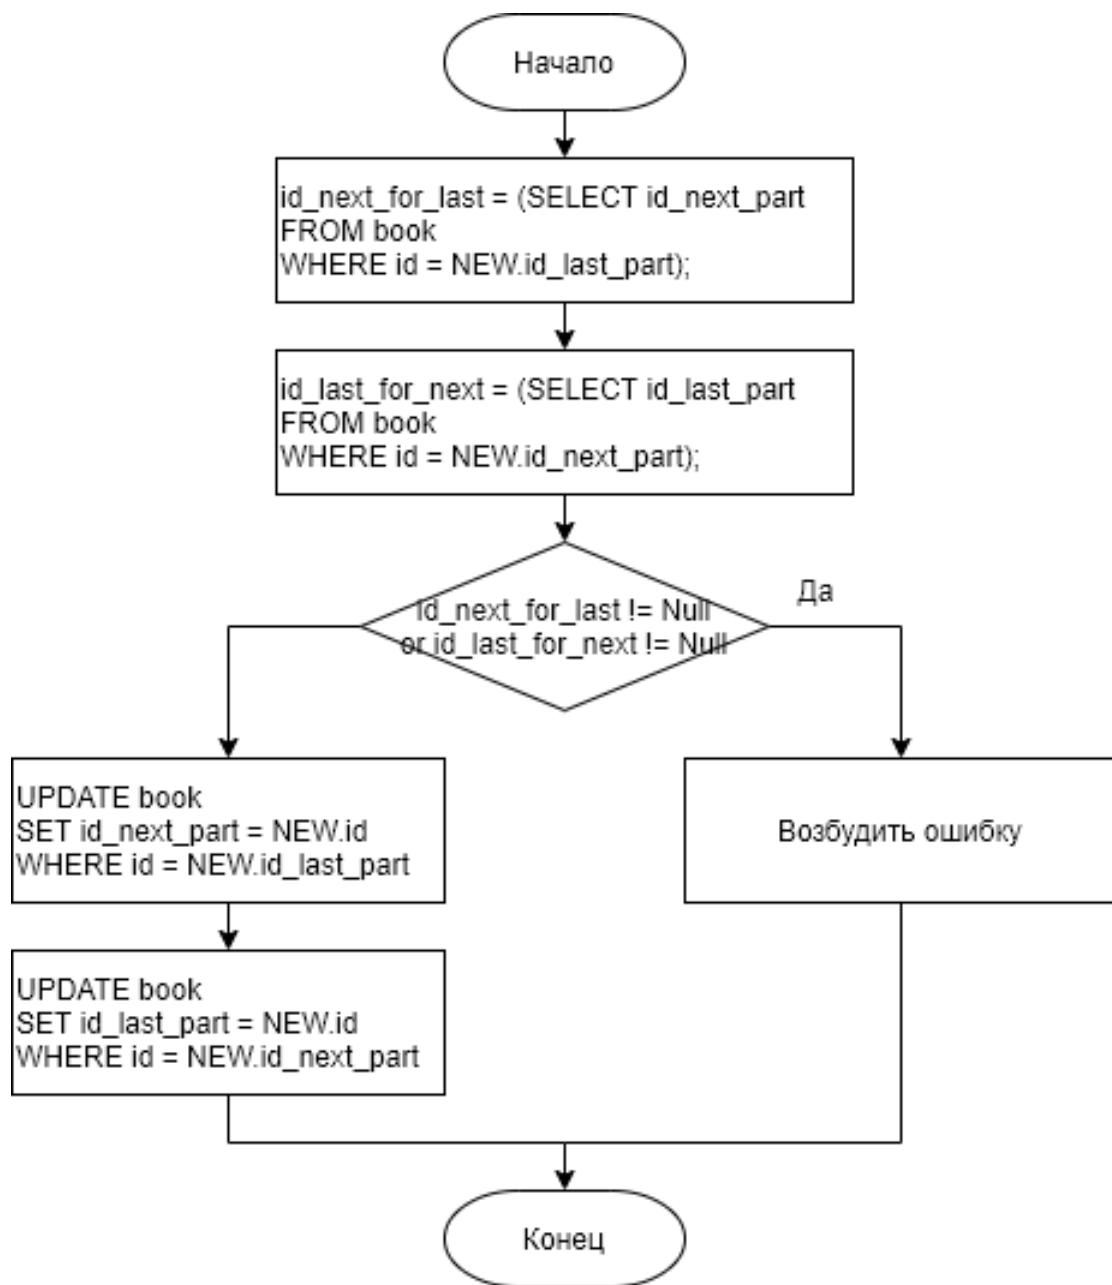 Начало
id_next_for_last = (SELECT id_next_part
FROM book
WHERE id = NEW.id_last_part);
id_last_for_next = (SELECT id_last_part
FROM book
WHERE id = NEW.id_next_part);
Да
id_next_for_last != Null
or id_last_for_next != Null
UPDATE book
SET id_next_part = NEW.id
WHERE id = NEW.id_last_part
Возбудить ошибку
UPDATE book
SET id_last_part = NEW.id
WHERE id = NEW.id_next_part
Конец